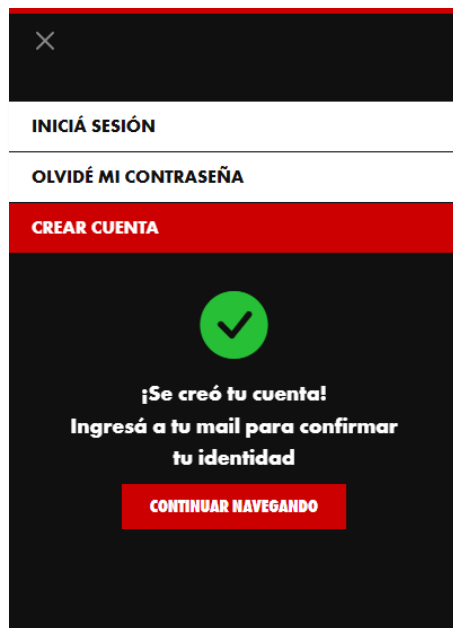 INICIÁ SESIÓN
OLVIDÉ MI CONTRASEÑA
CREAR CUENTA
¡Se creó tu cuenta!
Ingresá a tu mail para confirmar
tu identidad
CONTINUAR NAVEGANDO